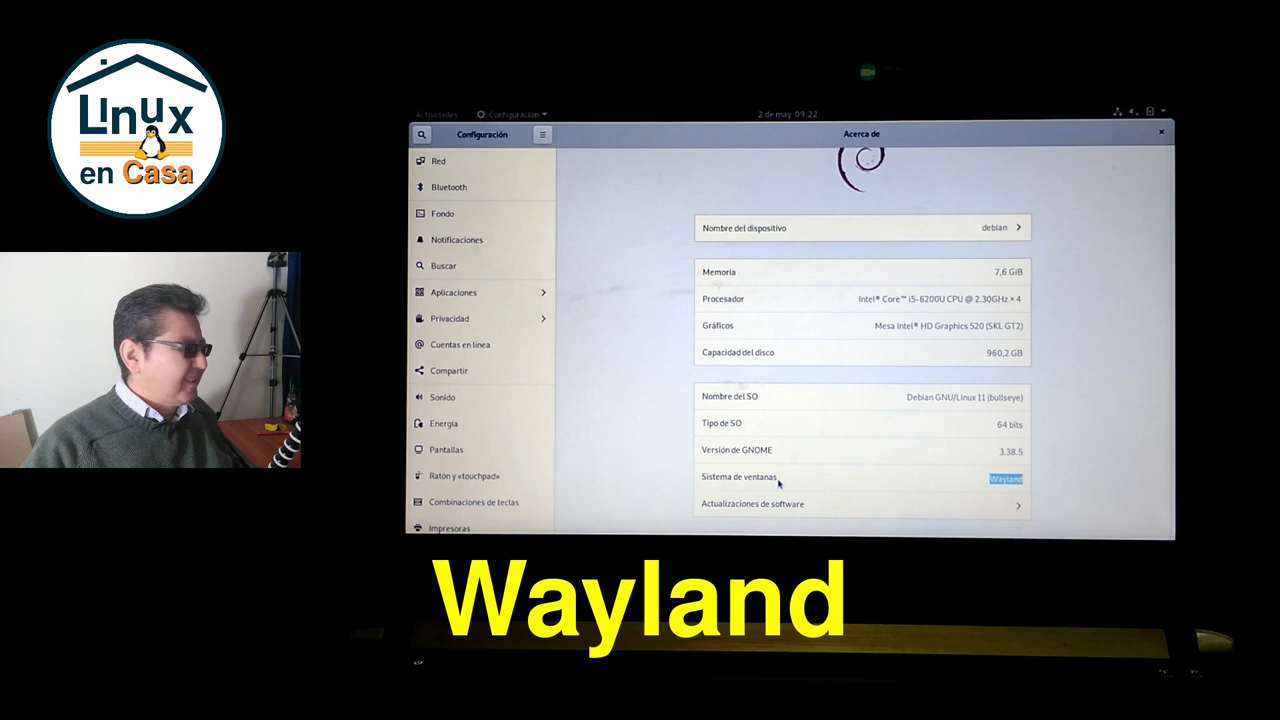 Linux
en Casa
Actividades
Configuración
2 de may 09:22
Configuración
Acerca de
Red
Bluetooth
Fondo
Notificaciones
Buscar
Aplicaciones
Privacidad
Cuentas en línea
Compartir
Sonido
Energía
Pantallas
Ratón y «touchpad»
Combinaciones de teclas
Impresoras
Nombre del dispositivo debian
Memoria 7,6 GiB
Procesador Intel® Core™ i5-6200U CPU @ 2.30GHz × 4
Gráficos Mesa Intel® HD Graphics 520 (SKL GT2)
Capacidad del disco 960,2 GB
Nombre del SO Debian GNU/Linux 11 (bullseye)
Tipo de SO 64 bits
Versión de GNOME 3.38.5
Sistema de ventanas Wayland
Actualizaciones de software
Wayland